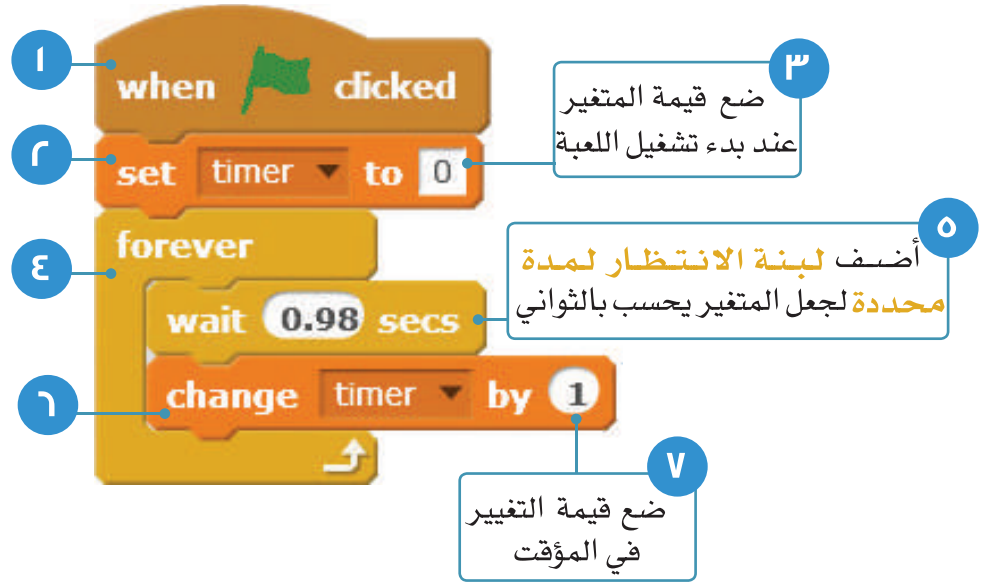 ١
when clicked
٢
set timer to 0
٣
ضع قيمة المتغير
عند بدء تشغيل اللعبة
٤
forever
٥
أضف لبنة الانتظار لمدة
محددة لجعل المتغير يحسب بالثواني
wait 0.98 secs
٦
change timer by 1
٧
ضع قيمة التغيير
في المؤقت